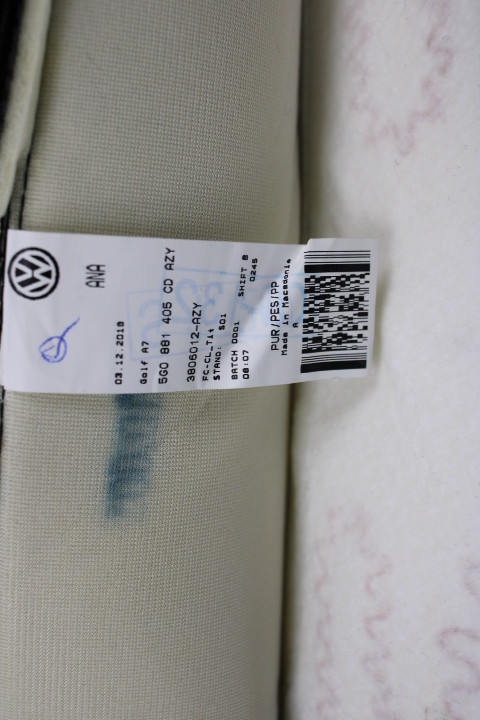 ANA
03.12.2018
Golf A7
5G0 881 405 CD AZY
3806012-AZY
FC-CL_Tit
STAND: S01
BATCH 0001 SHIFT B
08:07 0245
PUR/PES/PP
Made in Macedonia
A